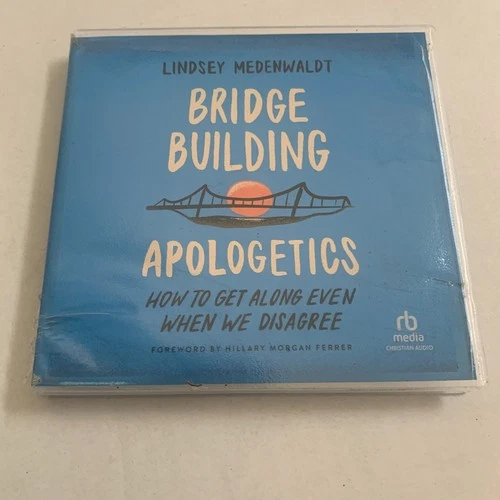 LINDSEY MEDENWALDT
BRIDGE
BUILDING
APOLOGETICS
HOW TO GET ALONG EVEN
WHEN WE DISAGREE
FOREWORD BY HILLARY MORGAN FERRER
rb
media
CHRISTIAN AUDIO